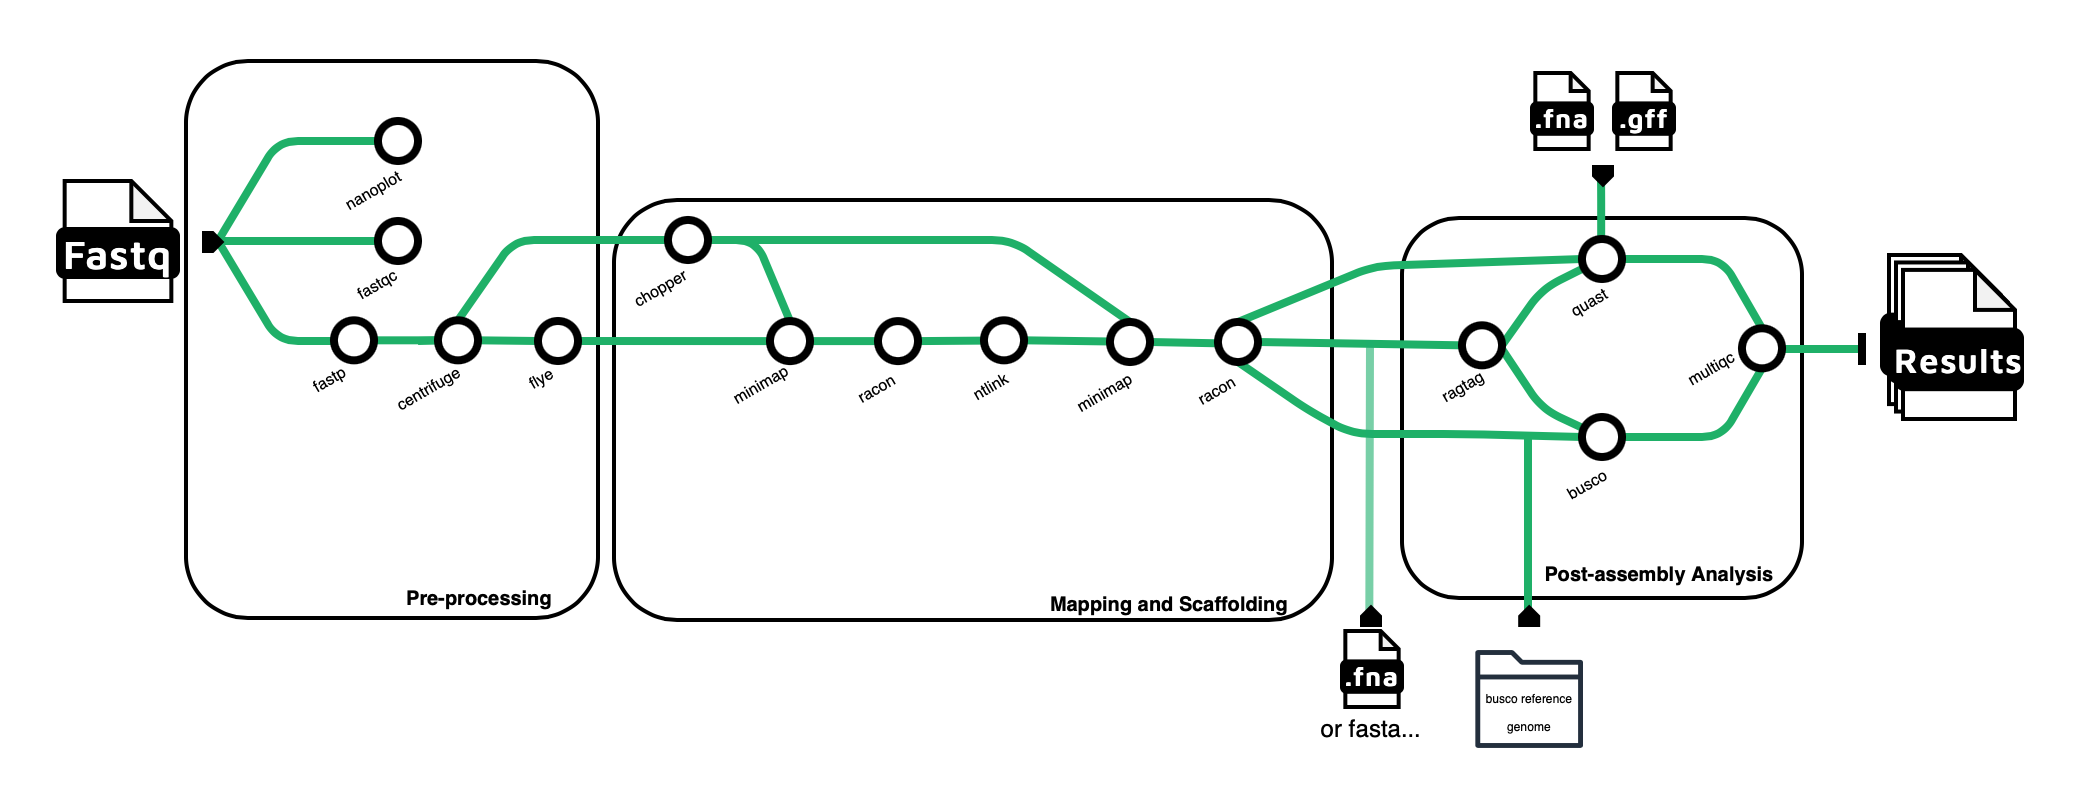 Fastq
nanoplot
fastqc
fastp
centrifuge
flye
Pre-processing
chopper
minimap
racon
ntlink
minimap
racon
Mapping and Scaffolding
.fna
.gff
quast
ragtag
multiqc
busco
Post-assembly Analysis
.fna
or fasta...
busco reference
genome
Results